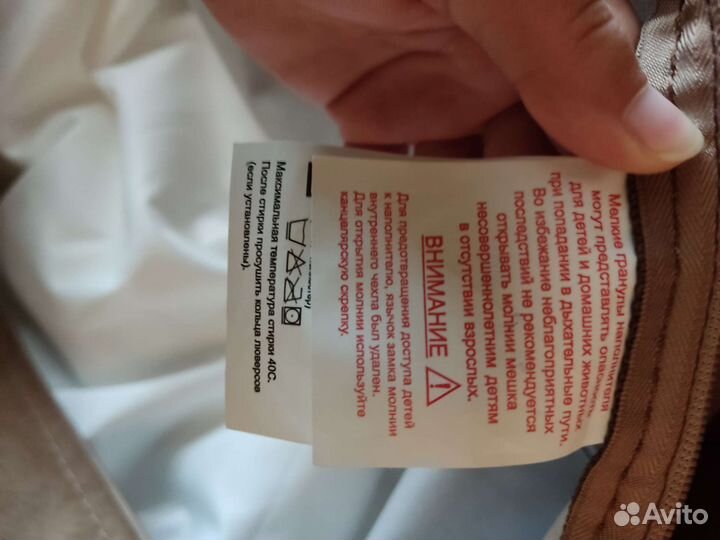 Мелкие гранулы наполнителя
могут представлять опасность
для детей и домашних животных
при попадании в дыхательные пути.
Во избежание неблагоприятных
последствий не рекомендуется
открывать молнии мешка
несовершеннолетним детям
в отсутствии взрослых.
ВНИМАНИЕ
Для предотвращения доступа детей
к наполнителю, язычок замка молнии
внутреннего чехла был удален.
Для открытия молнии используйте
канцелярскую скрепку.
Максимальная температура стирки 40С.
После стирки просушить кольца люверсов
(если установлены).
Avito